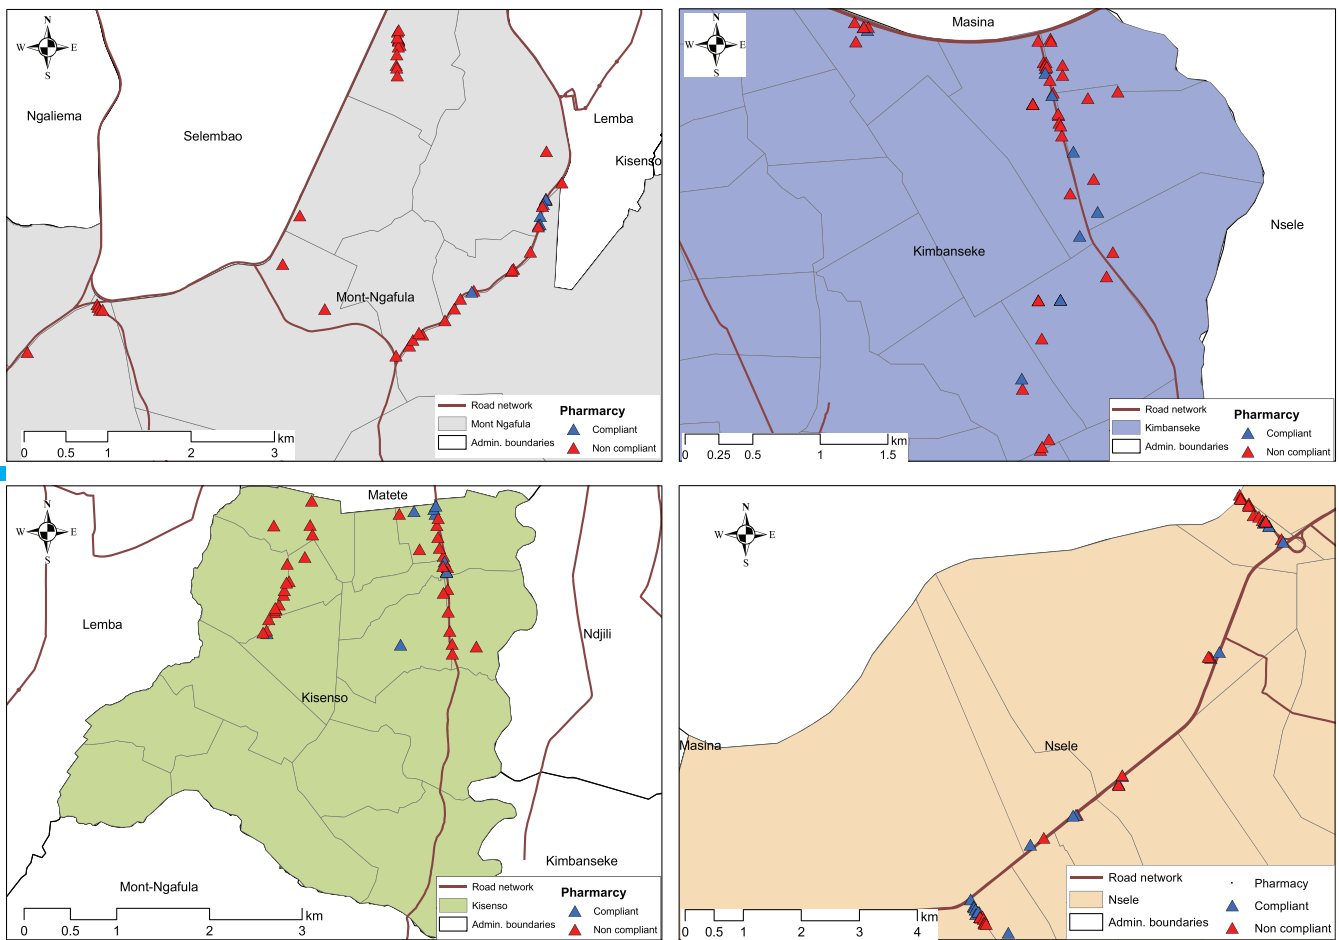 N
W E
S
Ngaliema
Selembao
Lemba
Kisenso
Mont-Ngafula
Road network
Mont Ngafula
Admin. boundaries
Pharmarcy
Compliant
Non compliant
km
0 0.5 1 2 3
N
W E
S
Masina
Kimbanseke
Nsele
Road network
Kimbanseke
Admin. boundaries
Pharmarcy
Compliant
Non compliant
km
0 0.25 0.5 1 1.5
N
W E
S
Matete
Lemba
Ndjili
Kisenso
Kimbanseke
Mont-Ngafula
Road network
Kisenso
Admin. boundaries
Pharmarcy
Compliant
Non compliant
km
0 0.5 1 2 3
N
W E
S
Masina
Nsele
Road network
Nsele
Admin. boundaries
Pharmacy
Compliant
Non compliant
km
0 0.5 1 2 3 4